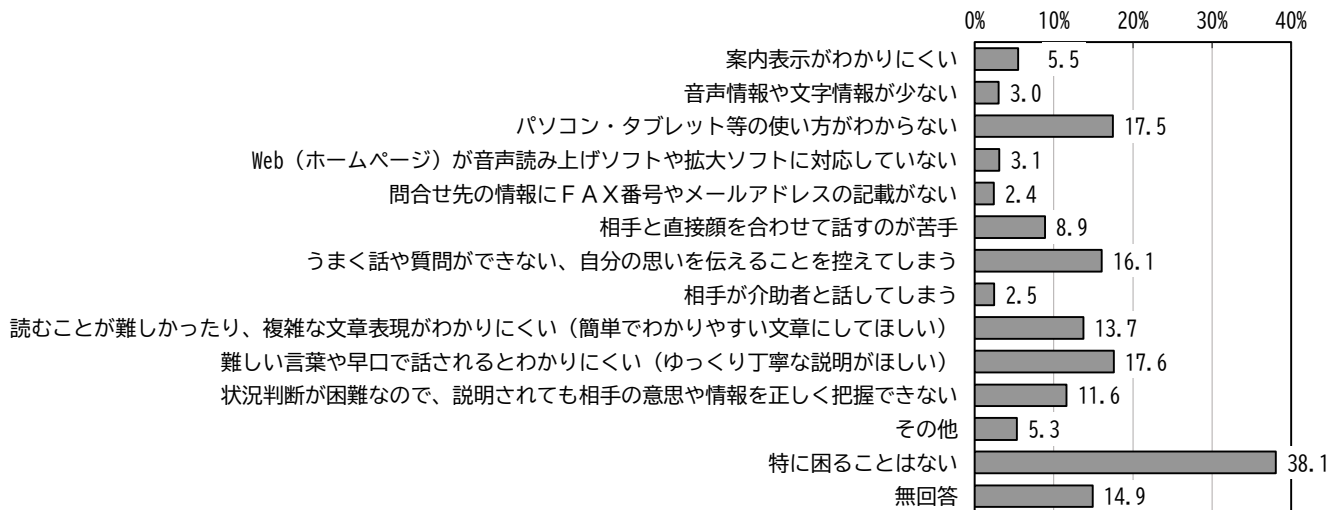 0% 10% 20% 30% 40%
案内表示がわかりにくい 5.5
音声情報や文字情報が少ない 3.0
パソコン・タブレット等の使い方がわからない 17.5
Web（ホームページ）が音声読み上げソフトや拡大ソフトに対応していない 3.1
問合せ先の情報にＦＡＸ番号やメールアドレスの記載がない 2.4
相手と直接顔を合わせて話すのが苦手 8.9
うまく話や質問ができない、自分の思いを伝えることを控えてしまう 16.1
相手が介助者と話してしまう 2.5
読むことが難しかったり、複雑な文章表現がわかりにくい（簡単でわかりやすい文章にしてほしい） 13.7
難しい言葉や早口で話されるとわかりにくい（ゆっくり丁寧な説明がほしい） 17.6
状況判断が困難なので、説明されても相手の意思や情報を正しく把握できない 11.6
その他 5.3
特に困ることはない 38.1
無回答 14.9